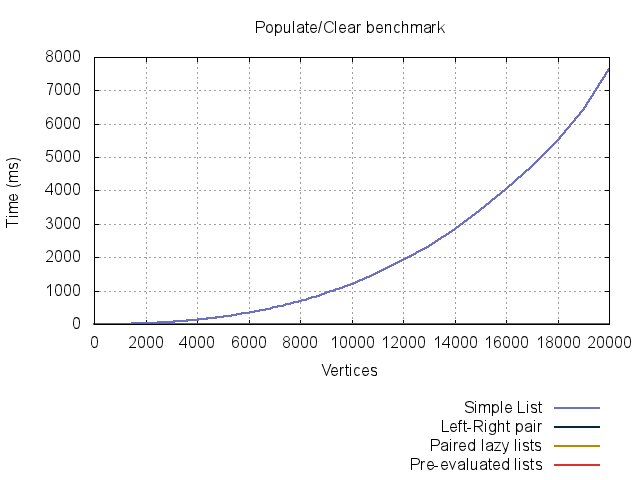 Populate/Clear benchmark
8000
7000
6000
5000
4000
3000
2000
1000
0
Time (ms)
0 2000 4000 6000 8000 10000 12000 14000 16000 18000 20000
Vertices
Simple List
Left-Right pair
Paired lazy lists
Pre-evaluated lists